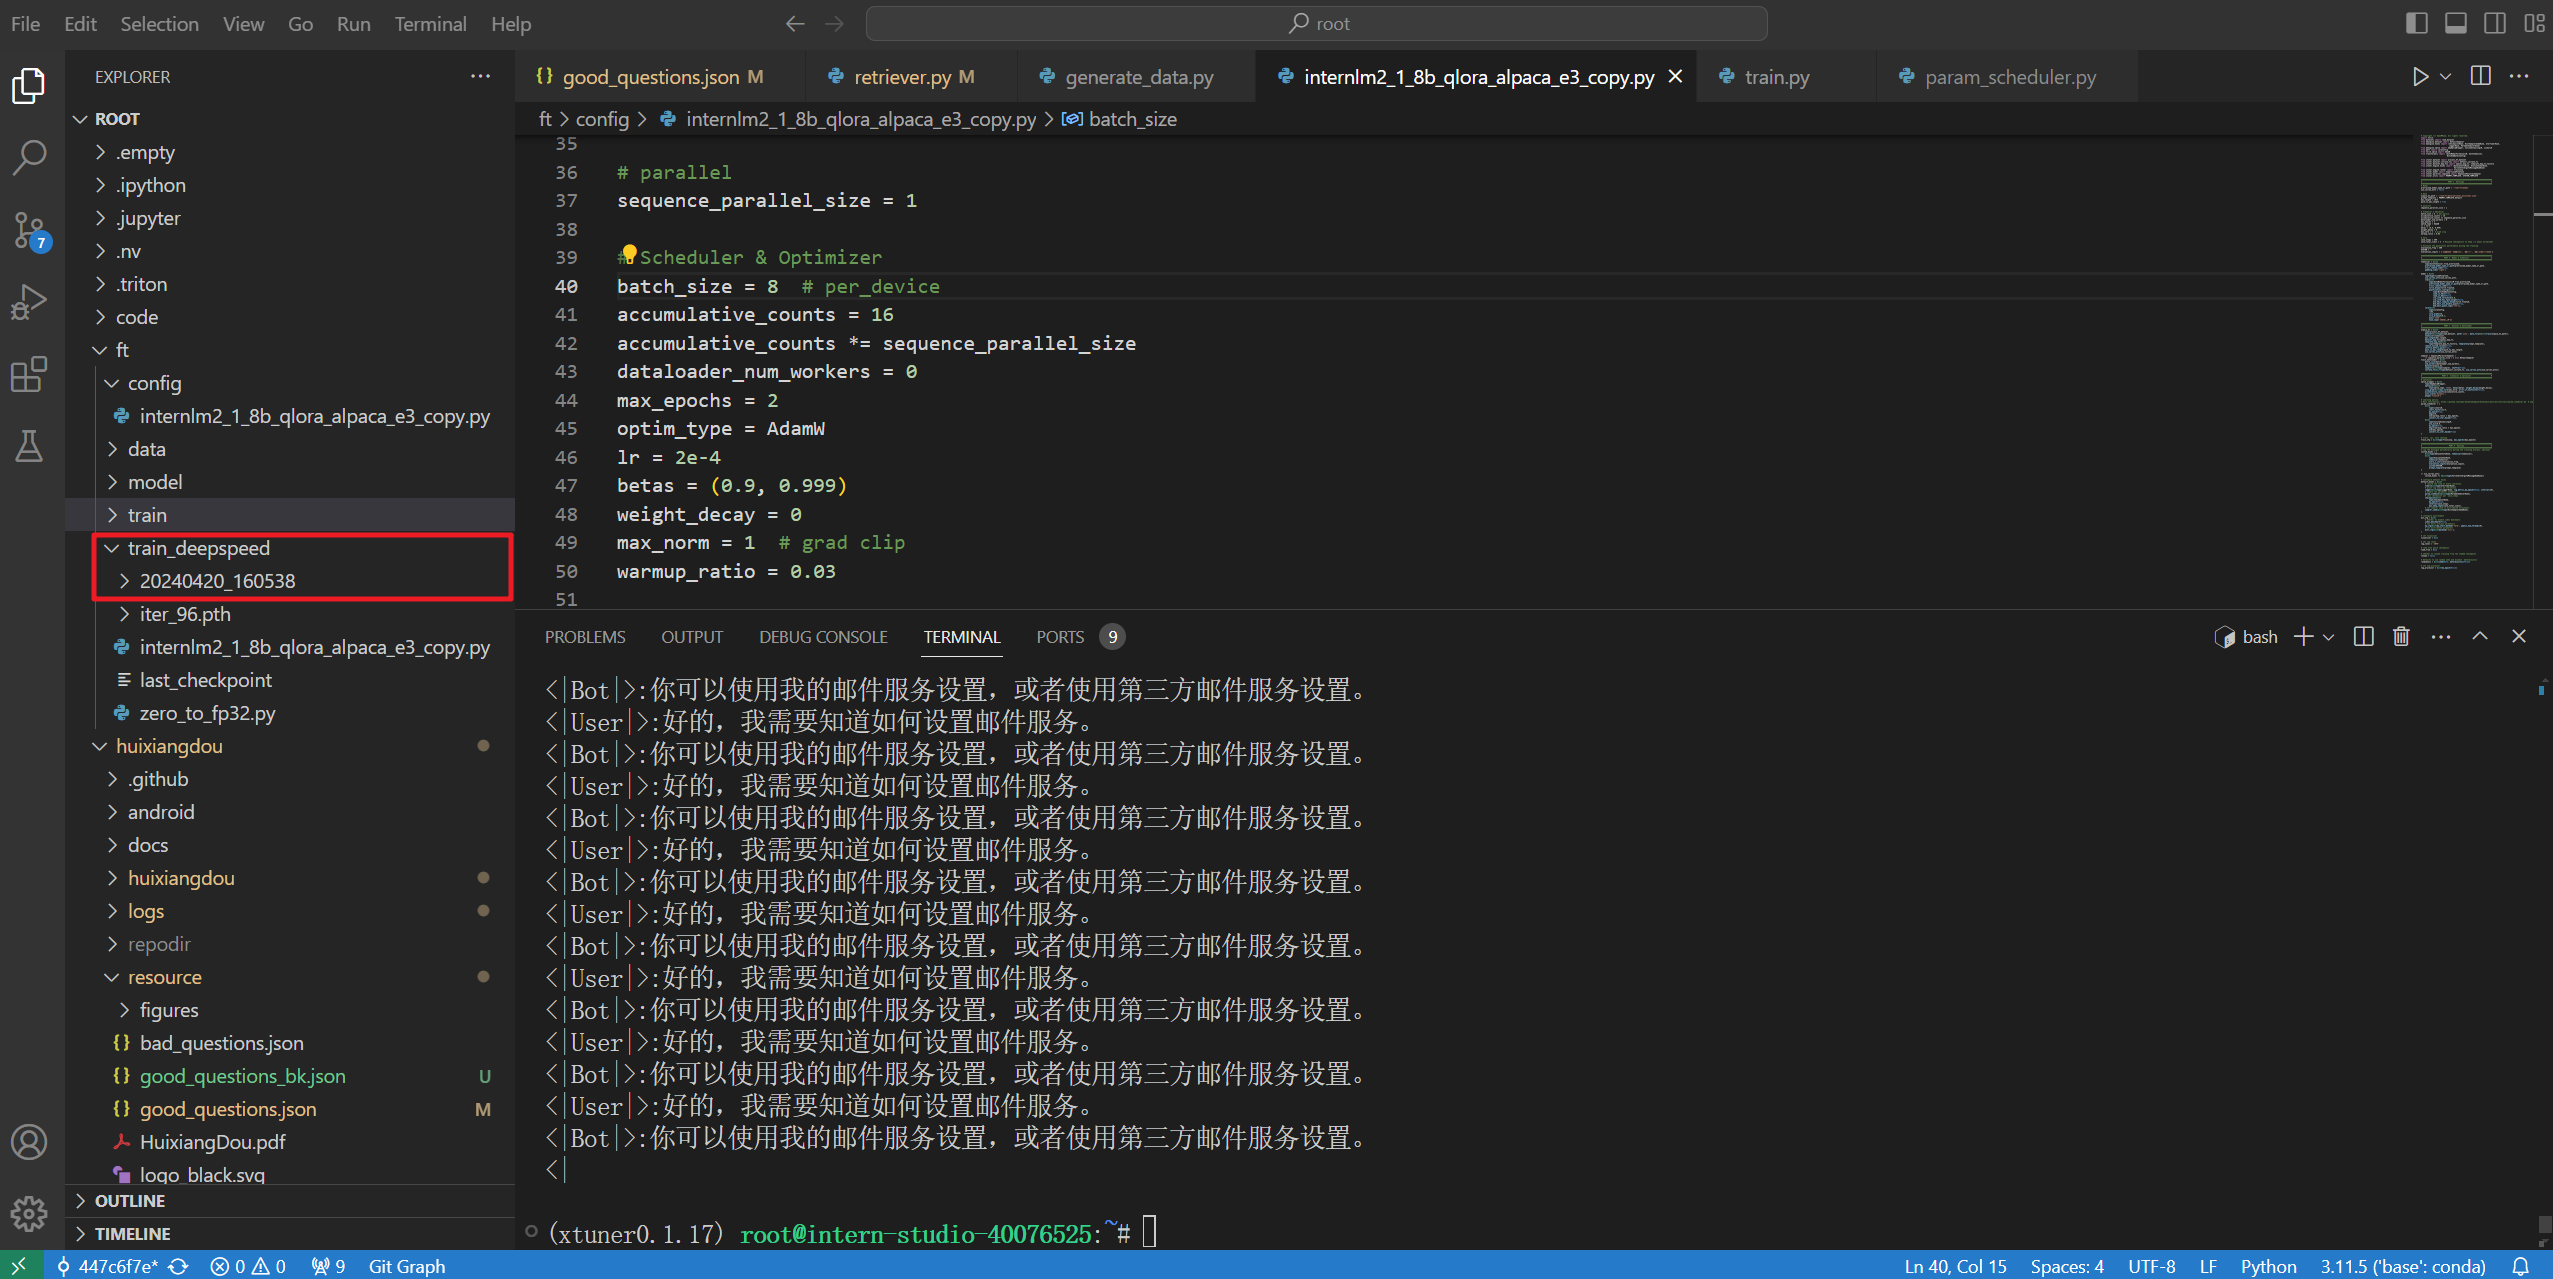 File Edit Selection View Go Run Terminal Help
root
EXPLORER
ROOT
.empty
.ipython
.jupyter
.nv
.triton
code
ft
config
internlm2_1_8b_qlora_alpaca_e3_copy.py
data
model
train
train_deepspeed
20240420_160538
iter_96.pth
internlm2_1_8b_qlora_alpaca_e3_copy.py
last_checkpoint
zero_to_fp32.py
huixiangdou
.github
android
docs
huixiangdou
logs
repodir
resource
figures
bad_questions.json
good_questions_bk.json U
good_questions.json M
HuixiangDou.pdf
logo_black.svg
OUTLINE
TIMELINE
7
good_questions.json M retriever.py M generate_data.py internlm2_1_8b_qlora_alpaca_e3_copy.py train.py param_scheduler.py
ft > config > internlm2_1_8b_qlora_alpaca_e3_copy.py > batch_size
35
36 # parallel
37 sequence_parallel_size = 1
38
39 # Scheduler & Optimizer
40 batch_size = 8  # per_device
41 accumulative_counts = 16
42 accumulative_counts *= sequence_parallel_size
43 dataloader_num_workers = 0
44 max_epochs = 2
45 optim_type = AdamW
46 lr = 2e-4
47 betas = (0.9, 0.999)
48 weight_decay = 0
49 max_norm = 1  # grad clip
50 warmup_ratio = 0.03
51
PROBLEMS OUTPUT DEBUG CONSOLE TERMINAL PORTS 9
bash
<|Bot|>:你可以使用我的邮件服务设置，或者使用第三方邮件服务设置。
<|User|>:好的，我需要知道如何设置邮件服务。
<|Bot|>:你可以使用我的邮件服务设置，或者使用第三方邮件服务设置。
<|User|>:好的，我需要知道如何设置邮件服务。
<|Bot|>:你可以使用我的邮件服务设置，或者使用第三方邮件服务设置。
<|User|>:好的，我需要知道如何设置邮件服务。
<|Bot|>:你可以使用我的邮件服务设置，或者使用第三方邮件服务设置。
<|User|>:好的，我需要知道如何设置邮件服务。
<|Bot|>:你可以使用我的邮件服务设置，或者使用第三方邮件服务设置。
<|User|>:好的，我需要知道如何设置邮件服务。
<|Bot|>:你可以使用我的邮件服务设置，或者使用第三方邮件服务设置。
<|User|>:好的，我需要知道如何设置邮件服务。
<|Bot|>:你可以使用我的邮件服务设置，或者使用第三方邮件服务设置。
<|User|>:好的，我需要知道如何设置邮件服务。
<|Bot|>:你可以使用我的邮件服务设置，或者使用第三方邮件服务设置。
<|
(xtuner0.1.17) root@intern-studio-40076525:~#
447c6f7e* 0 0 9 Git Graph Ln 40, Col 15 Spaces: 4 UTF-8 LF Python 3.11.5 ('base': conda)